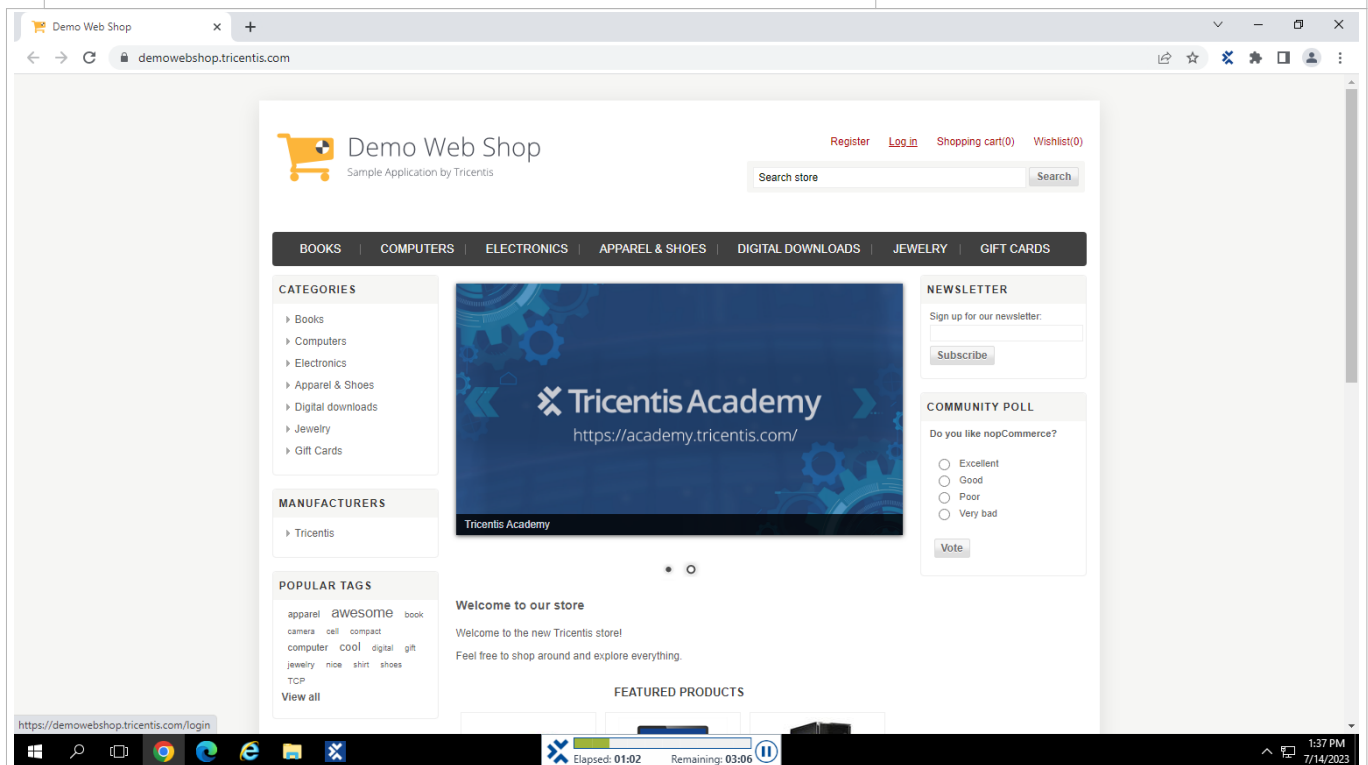 Demo Web Shop
demowebshop.tricentis.com
Demo Web Shop
Sample Application by Tricentis
Register Log in Shopping cart(0) Wishlist(0)
Search store Search
BOOKS COMPUTERS ELECTRONICS APPAREL & SHOES DIGITAL DOWNLOADS JEWELRY GIFT CARDS
CATEGORIES
Books
Computers
Electronics
Apparel & Shoes
Digital downloads
Jewelry
Gift Cards
MANUFACTURERS
Tricentis
POPULAR TAGS
apparel awesome book
camera cell compact
computer cool digital gift
jewelry nice shirt shoes
TCP
View all
Tricentis Academy
https://academy.tricentis.com/
Tricentis Academy
Welcome to our store
Welcome to the new Tricentis store!
Feel free to shop around and explore everything.
FEATURED PRODUCTS
NEWSLETTER
Sign up for our newsletter:
Subscribe
COMMUNITY POLL
Do you like nopCommerce?
Excellent
Good
Poor
Very bad
Vote
https://demowebshop.tricentis.com/login
Elapsed: 01:02 Remaining: 03:06
1:37 PM
7/14/2023